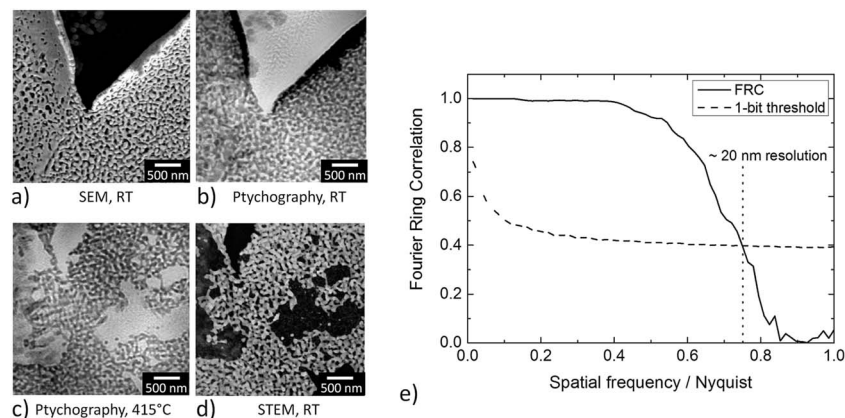 500 nm
a)
SEM, RT
500 nm
b)
Ptychography, RT
500 nm
c)
Ptychography, 415°C
500 nm
d)
STEM, RT
Fourier Ring Correlation
1.0
0.8
0.6
0.4
0.2
0.0
FRC
1-bit threshold
~ 20 nm resolution
0.0 0.2 0.4 0.6 0.8 1.0
Spatial frequency / Nyquist
e)